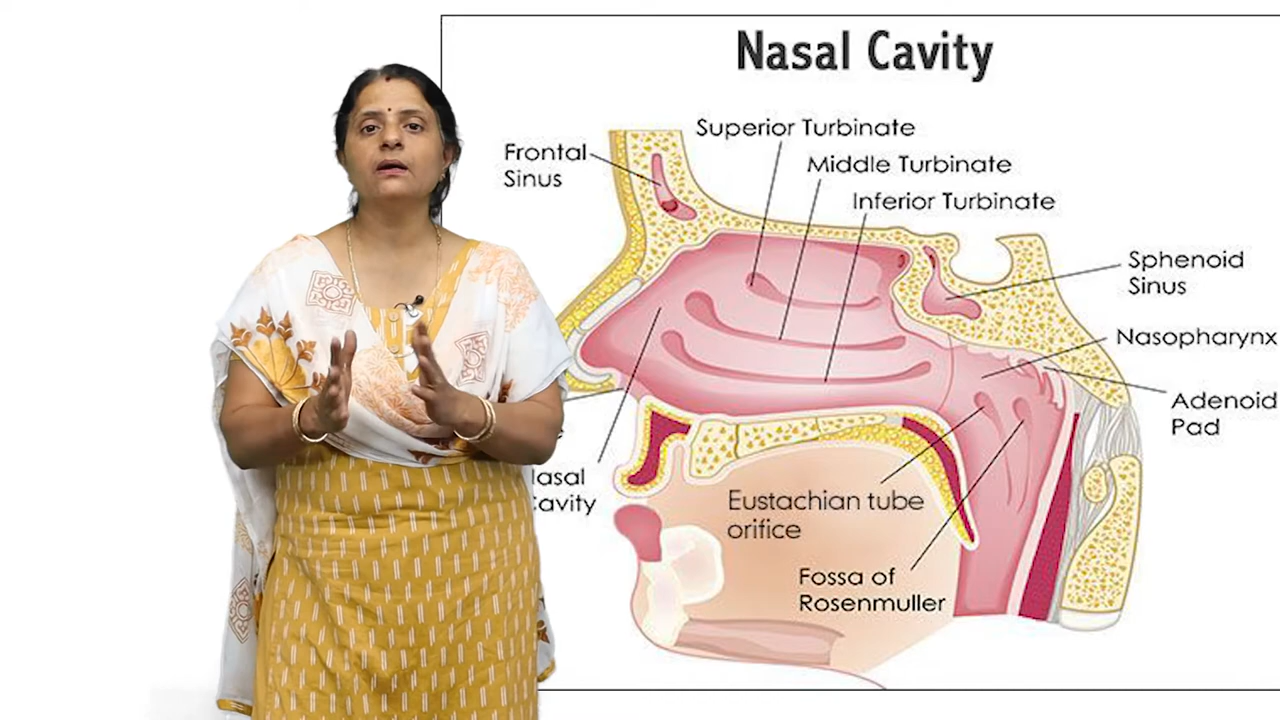 Nasal Cavity
Superior Turbinate
Frontal
Sinus
Middle Turbinate
Inferior Turbinate
Sphenoid
Sinus
Nasopharynx
Adenoid
Pad
Eustachian tube
orifice
Fossa of
Rosenmuller